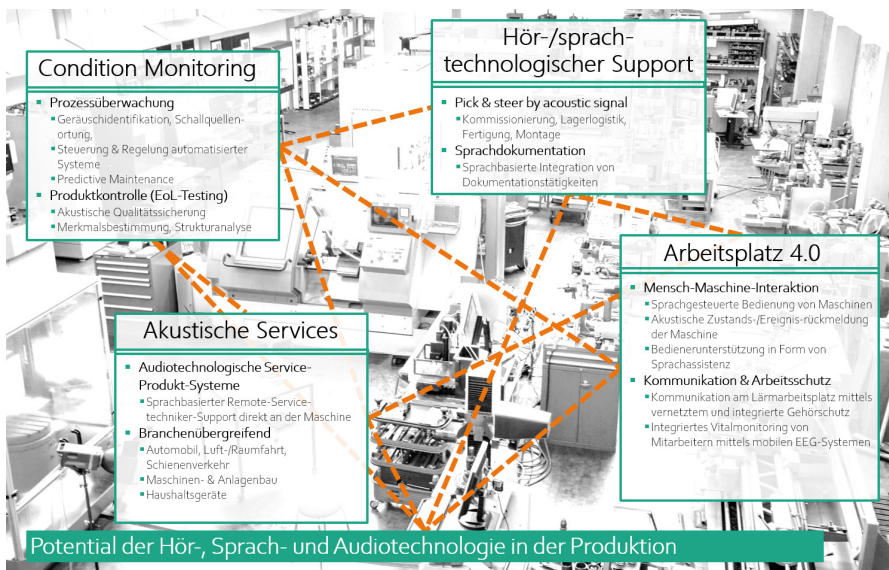 Condition Monitoring
Prozessüberwachung
Geräuschidentifikation, Schallquellen-
ortung,
Steuerung & Regelung automatisierter
Systeme
Predictive Maintenance
Produktkontrolle (EoL-Testing)
Akustische Qualitätssicherung
Merkmalsbestimmung, Strukturanalyse
Hör-/sprach-
technologischer Support
Pick & steer by acoustic signal
Kommissionierung, Lagerlogistik,
Fertigung, Montage
Sprachdokumentation
Sprachbasierte Integration von
Dokumentationstätigkeiten
Akustische Services
Audiotechnologische Service-
Produkt-Systeme
Sprachbasierter Remote-Service-
techniker-Support direkt an der Maschine
Branchenübergreifend
Automobil, Luft-/Raumfahrt,
Schienenverkehr
Maschinen- & Anlagenbau
Haushaltsgeräte
Arbeitsplatz 4.0
Mensch-Maschine-Interaktion
Sprachgesteuerte Bedienung von Maschinen
Akustische Zustands-/Ereignis-rückmeldung
der Maschine
Bedienerunterstützung in Form von
Sprachassistenz
Kommunikation & Arbeitsschutz
Kommunikation am Lärmarbeitsplatz mittels
vernetztem und integrierte Gehörschutz
Integriertes Vitalmonitoring von
Mitarbeitern mittels mobilen EEG-Systemen
Potential der Hör-, Sprach- und Audiotechnologie in der Produktion